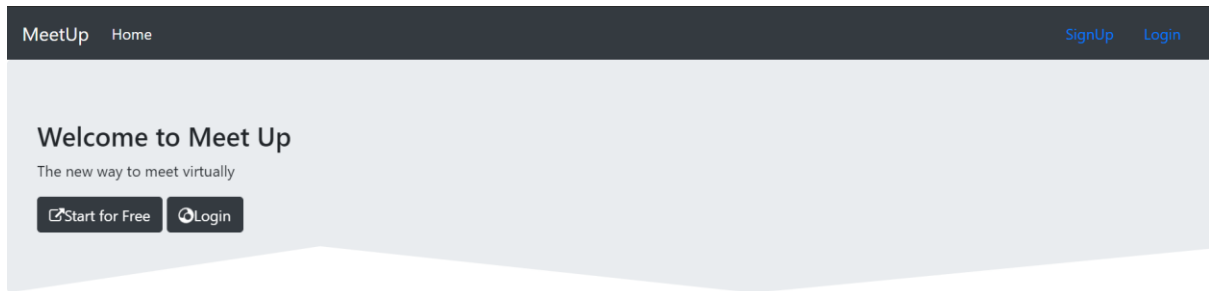 MeetUp Home SignUp Login
Welcome to Meet Up
The new way to meet virtually
Start for Free Login